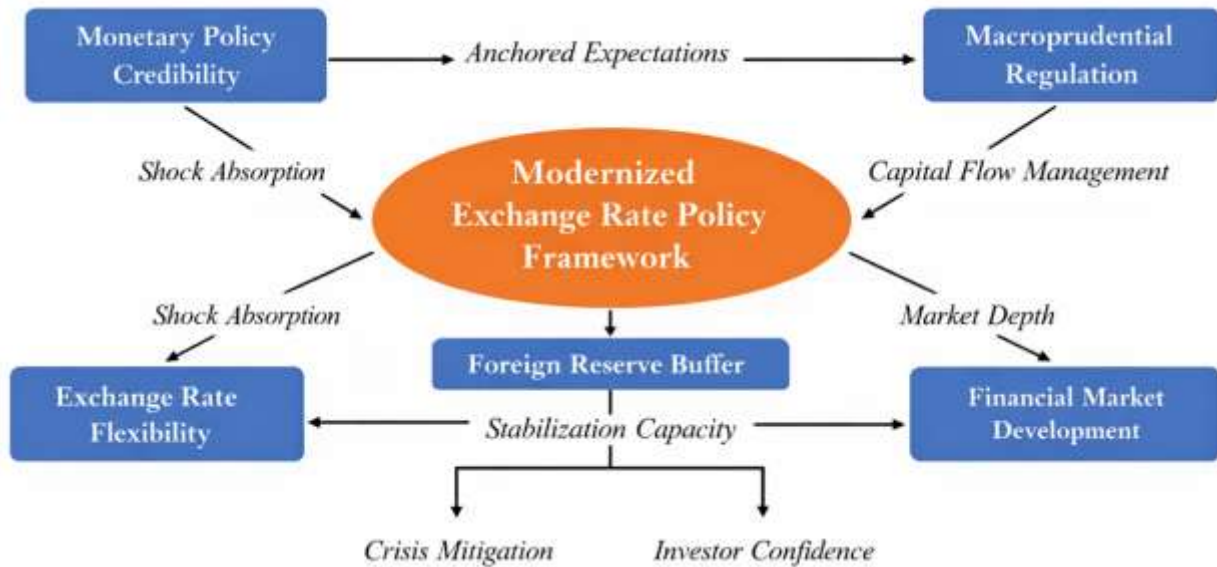 Monetary Policy
Credibility
Anchored Expectations
Macroprudential
Regulation
Shock Absorption
Modernized
Exchange Rate Policy
Framework
Capital Flow Management
Shock Absorption
Market Depth
Foreign Reserve Buffer
Exchange Rate
Flexibility
Stabilization Capacity
Financial Market
Development
Crisis Mitigation
Investor Confidence